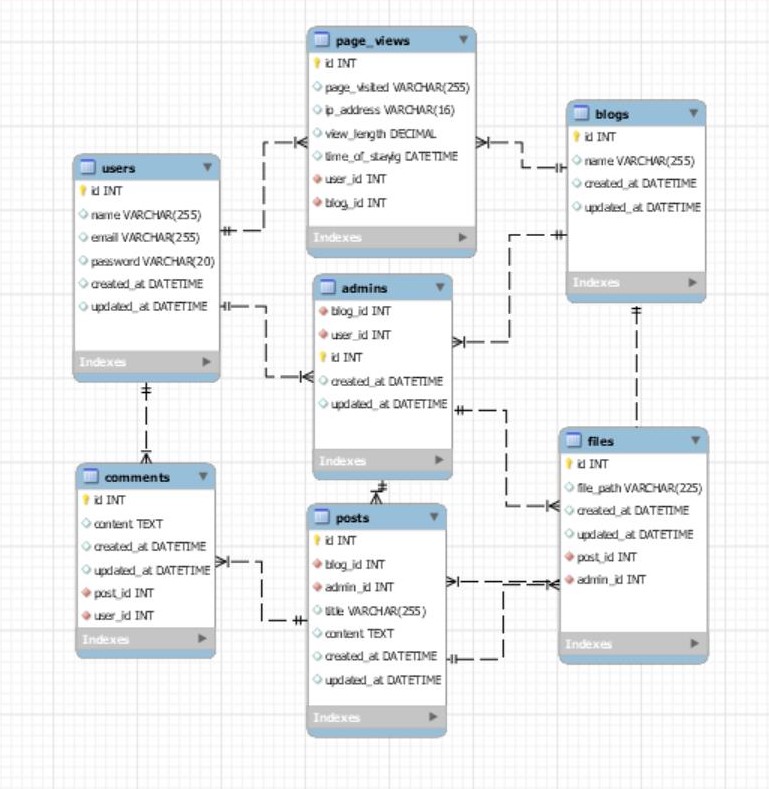 page_views
id INT
page_visited VARCHAR(255)
ip_address VARCHAR(16)
view_length DECIMAL
DATETIME
user_id INT
blog_id INT
Indexes
blogs
id INT
name VARCHAR(255)
created_at DATETIME
updated_at DATETIME
Indexes
users
id INT
name VARCHAR(255)
email VARCHAR(255)
password VARCHAR(20)
created_at DATETIME
updated_at DATETIME
Indexes
admins
blog_id INT
user_id INT
id INT
created_at DATETIME
updated_at DATETIME
Indexes
files
id INT
file_path VARCHAR(225)
created_at DATETIME
updated_at DATETIME
post_id INT
admin_id INT
Indexes
comments
id INT
content TEXT
created_at DATETIME
updated_at DATETIME
post_id INT
user_id INT
Indexes
posts
id INT
blog_id INT
admin_id INT
title VARCHAR(255)
content TEXT
created_at DATETIME
updated_at DATETIME
Indexes